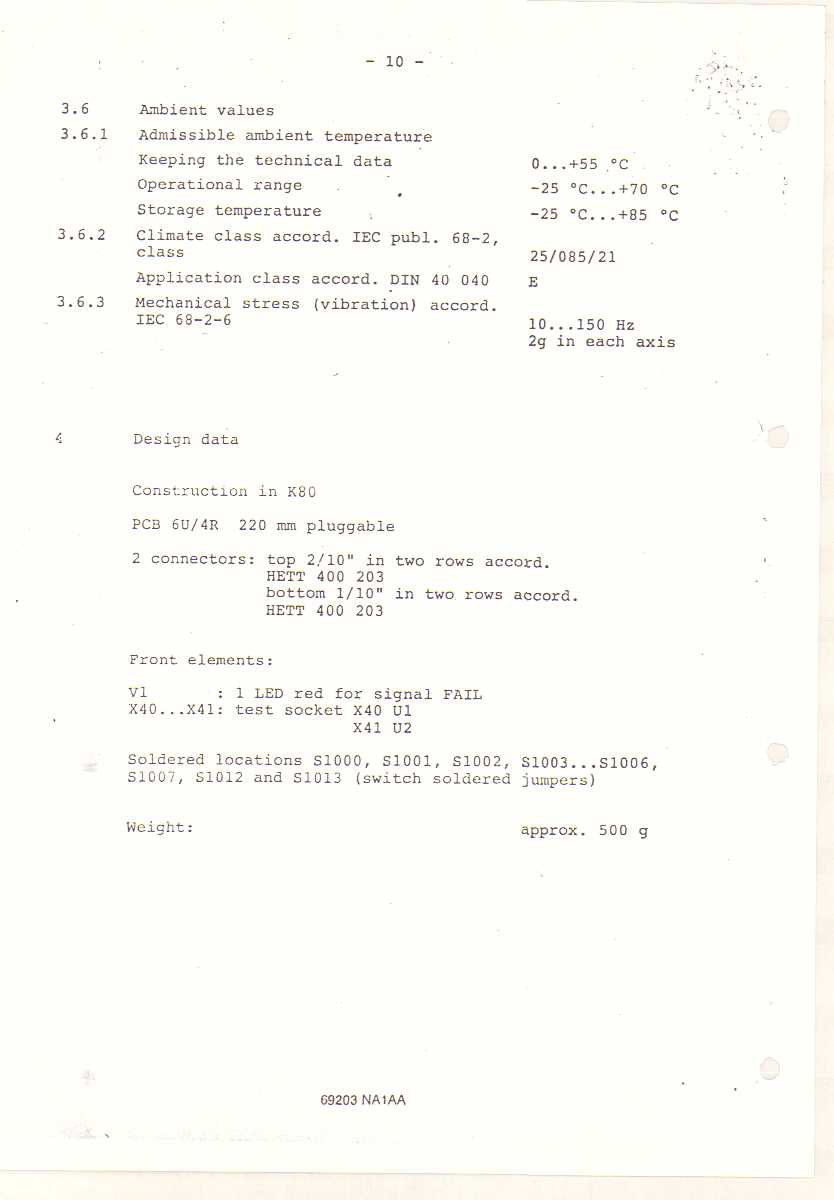 - 10 -
3.6 Ambient values
3.6.1 Admissible ambient temperature
Keeping the technical data 0...+55 °C
Operational range -25 °C...+70 °C
Storage temperature -25 °C...+85 °C
3.6.2 Climate class accord. IEC publ. 68-2,
class 25/085/21
Application class accord. DIN 40 040 E
3.6.3 Mechanical stress (vibration) accord.
IEC 68-2-6 10...150 Hz
2g in each axis
4 Design data
Construction in K80
PCB 6U/4R 220 mm pluggable
2 connectors: top 2/10" in two rows accord.
HETT 400 203
bottom 1/10" in two rows accord.
HETT 400 203
Front elements:
V1 : 1 LED red for signal FAIL
X40...X41: test socket X40 U1
X41 U2
Soldered locations S1000, S1001, S1002, S1003...S1006,
S1007, S1012 and S1013 (switch soldered jumpers)
Weight: approx. 500 g
69203 NA1AA